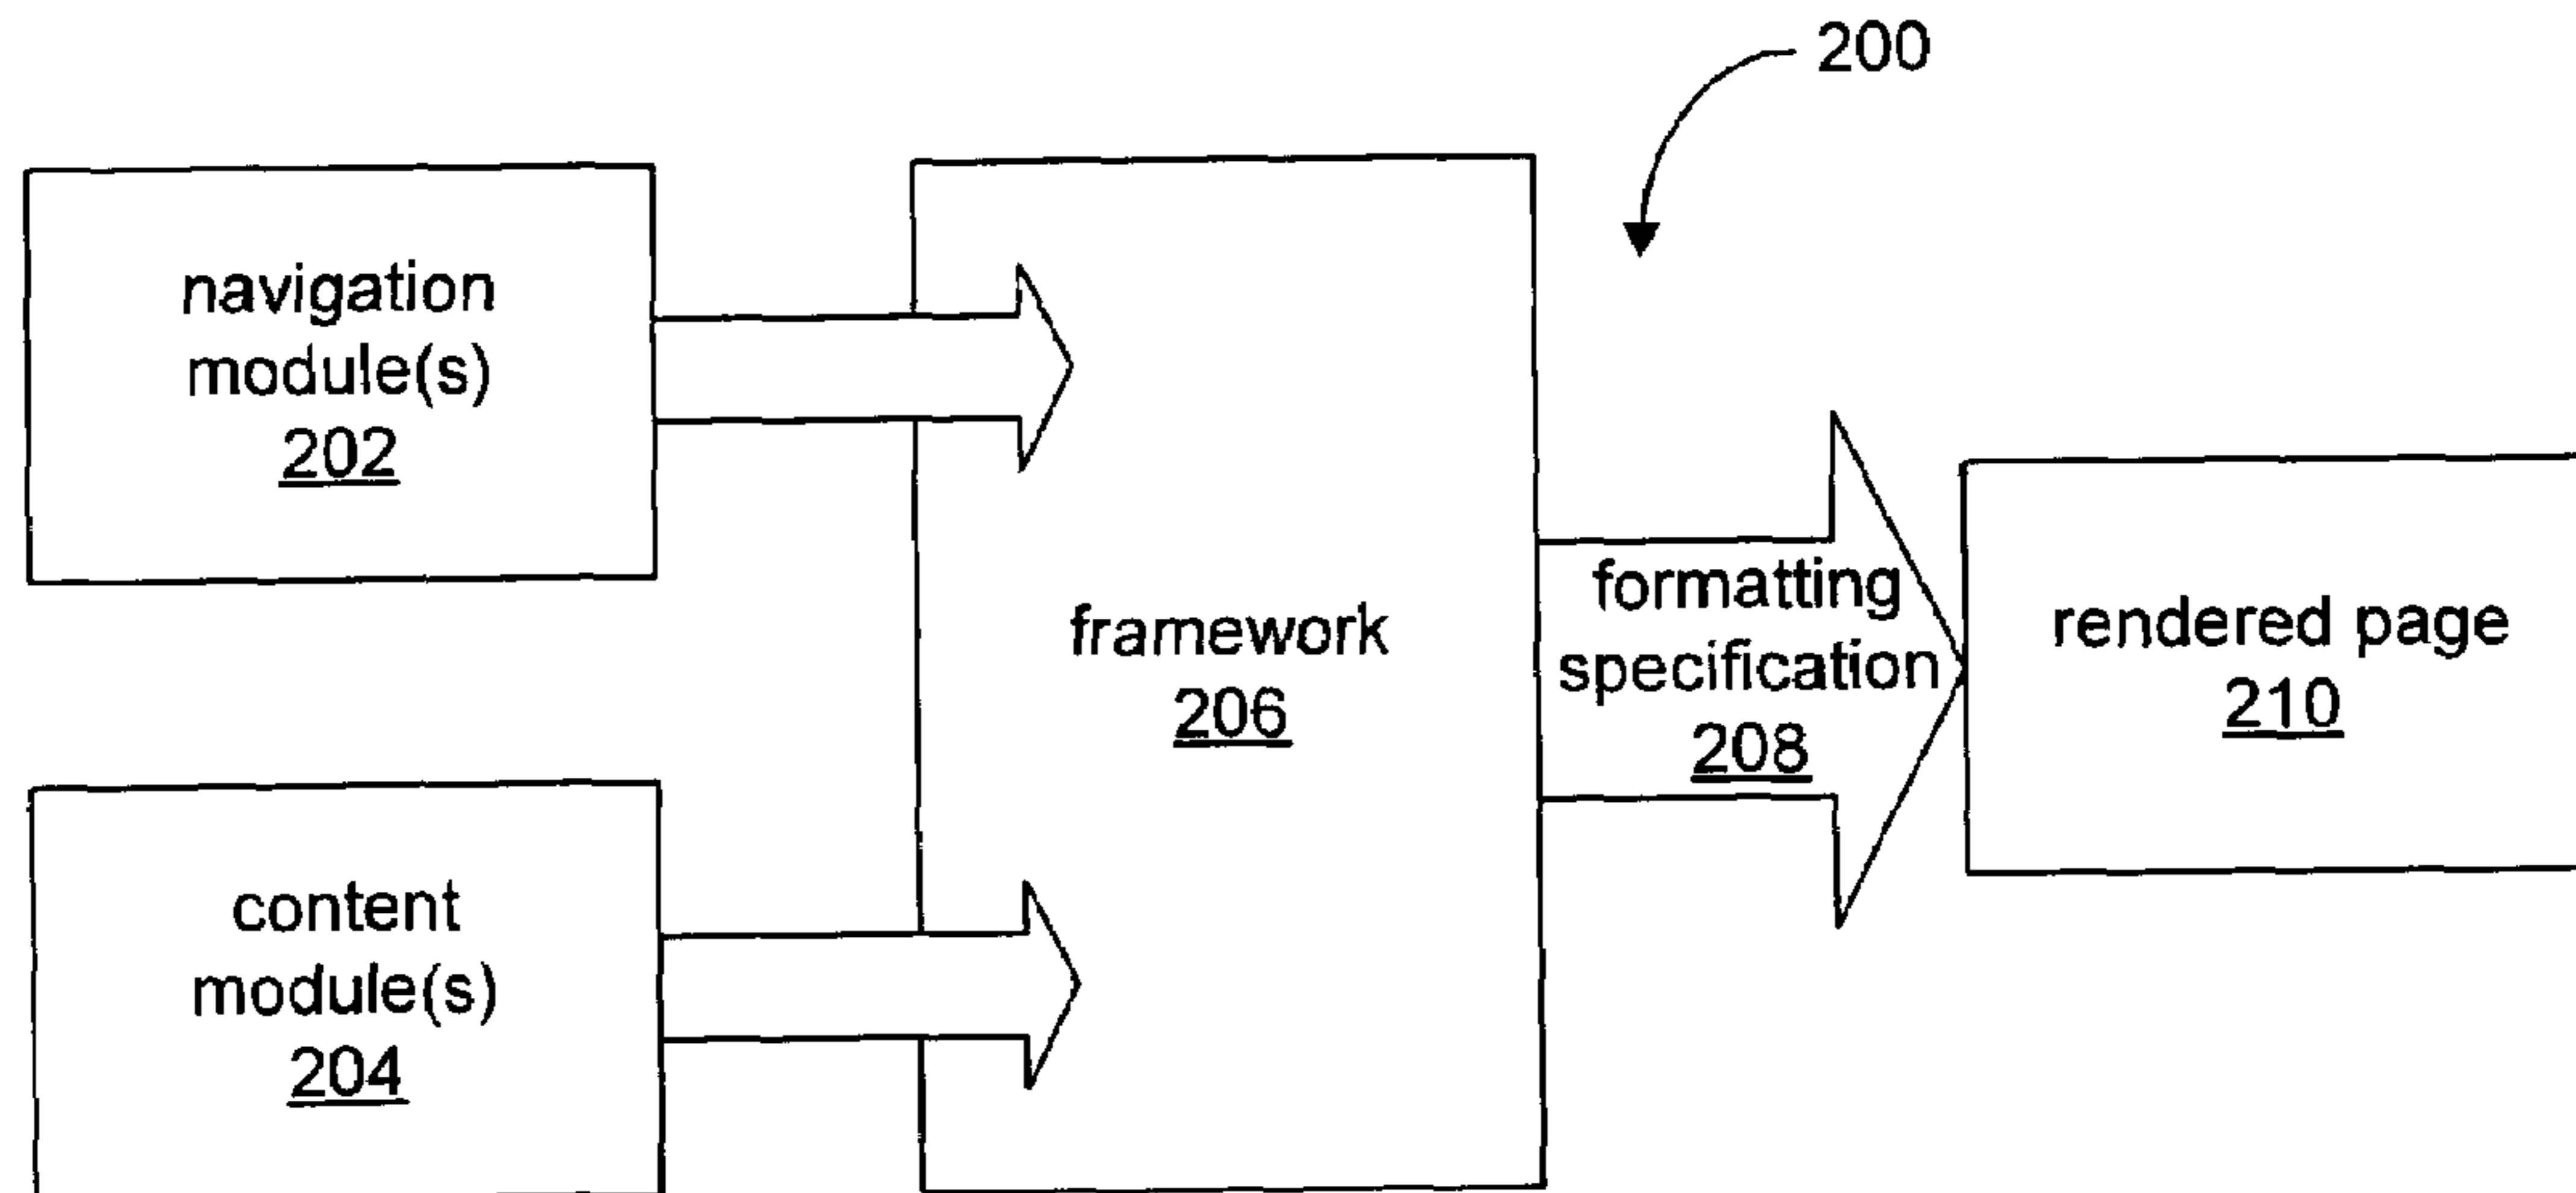 200
navigation
module(s)
202
framework
206
formatting
specification
208
rendered page
210
content
module(s)
204